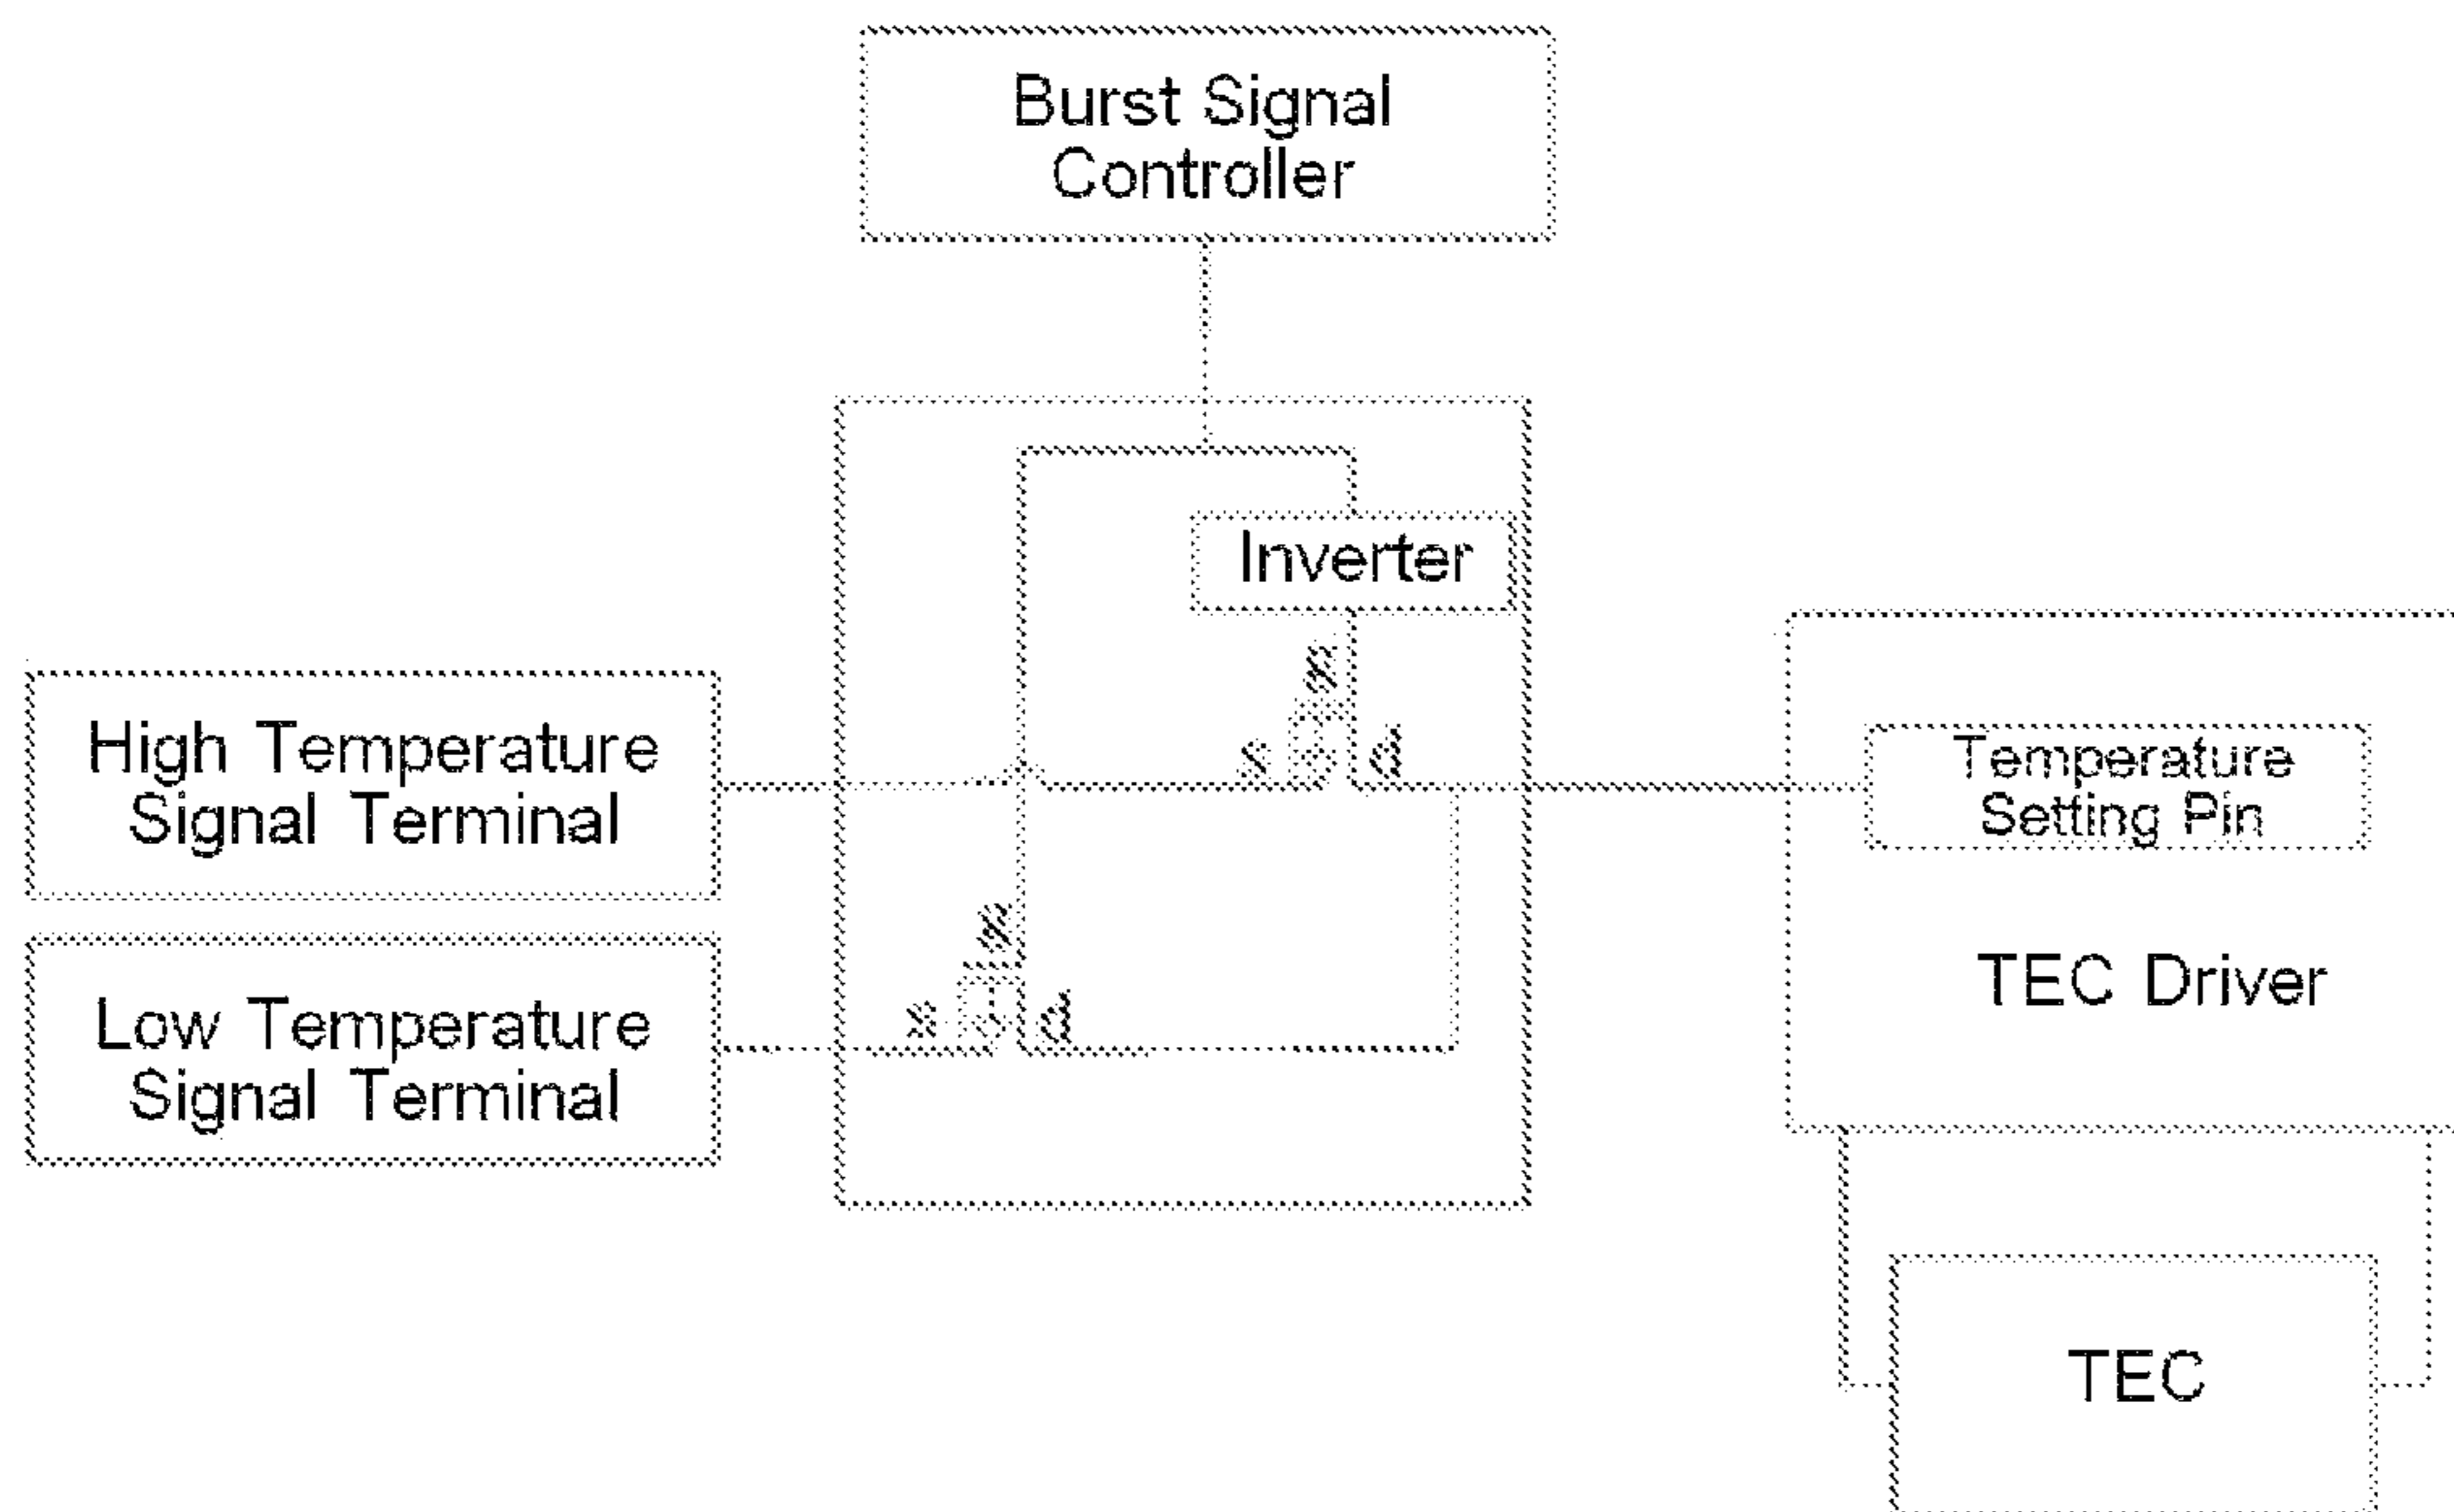 Burst Signal
Controller
Inverter
High Temperature
Signal Terminal
s
d
Temperature
Setting Pin
Low Temperature
Signal Terminal
s
d
TEC Driver
TEC